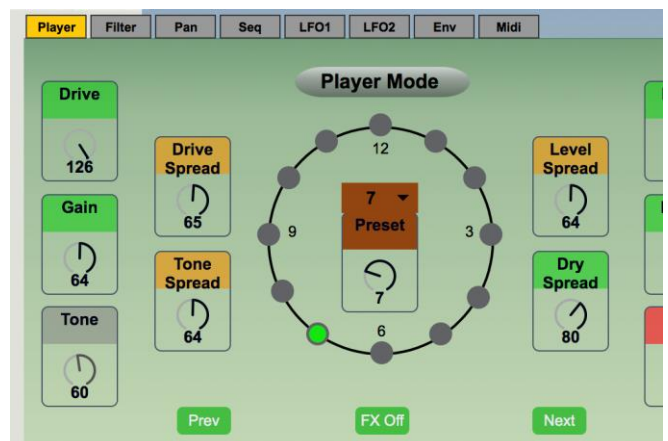 Player Filter Pan Seq LFO1 LFO2 Env Midi
Player Mode
Drive
126
Drive
Spread
65
12
Level
Spread
64
Gain
64
9
7
Preset
7
3
Tone
Spread
64
Dry
Spread
80
Tone
60
6
Prev FX Off Next